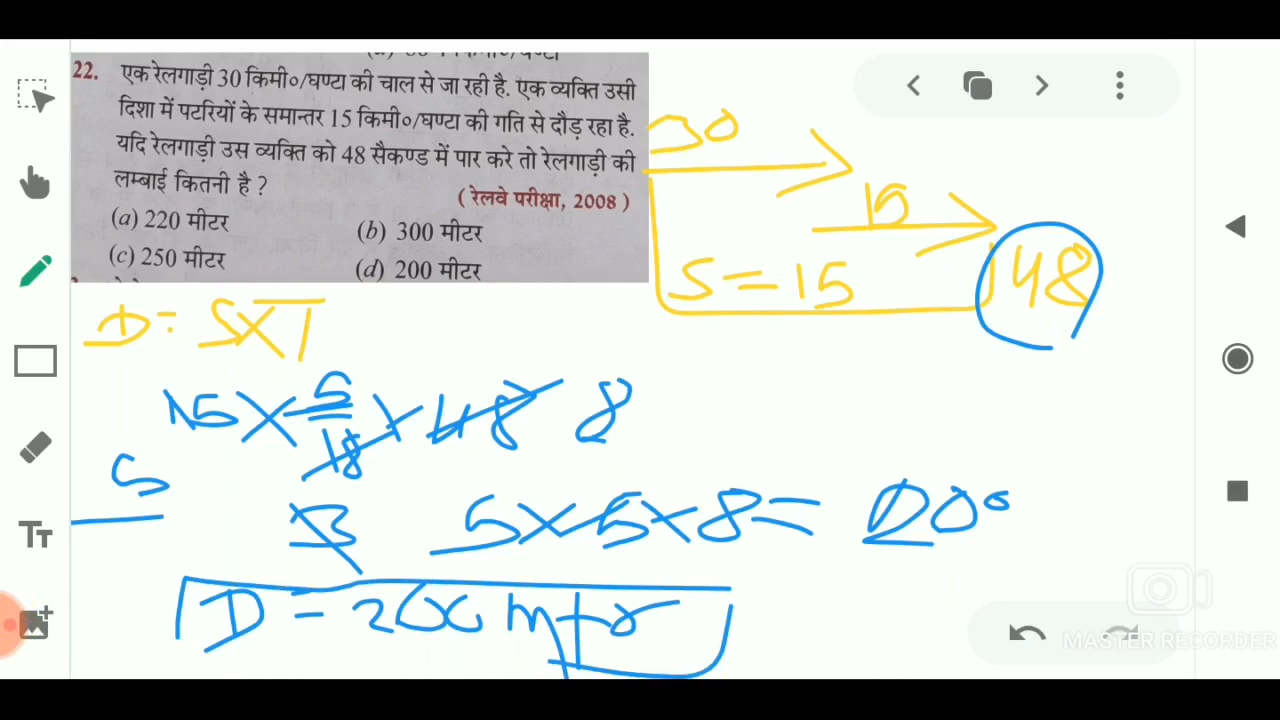 22. एक रेलगाड़ी 30 किमी०/घण्टा की चाल से जा रही है. एक व्यक्ति उसी
दिशा में पटरियों के समान्तर 15 किमी०/घण्टा की गति से दौड़ रहा है.
यदि रेलगाड़ी उस व्यक्ति को 48 सैकण्ड में पार करे तो रेलगाड़ी की
लम्बाई कितनी है ?
( रेलवे परीक्षा, 2008 )
(a) 220 मीटर (b) 300 मीटर
(c) 250 मीटर (d) 200 मीटर
30
15
S = 15 48
D = S X T
15 X 5/18 X 48 8
5 3
5 X 5 X 8 = 200
D = 200 mtr
Tт
MASTER RECORDER